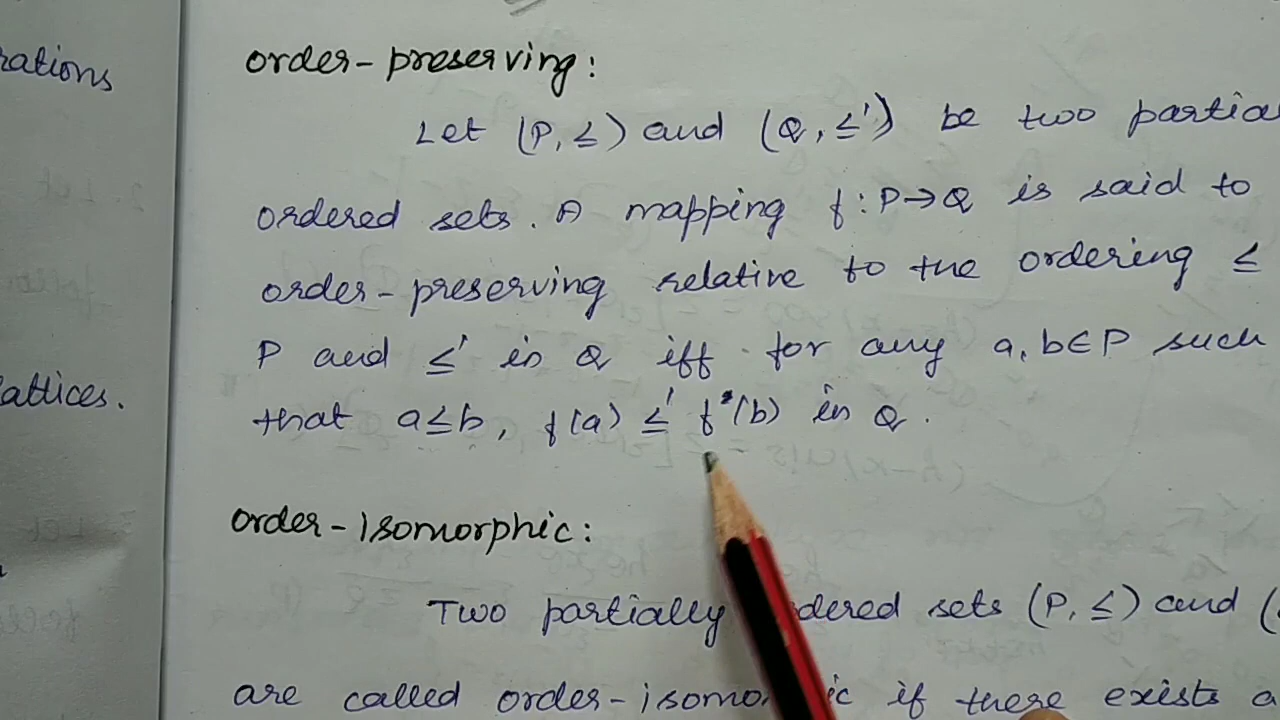 rations
order-preserving:
Let (P, ≤) and (Q, ≤') be two partia
ordered sets. A mapping f: P→Q is said to
order-preserving relative to the ordering ≤
P and ≤' in Q iff for any a, b∈P such
attices.
that a≤b, f(a) ≤' f(b) in Q.
order-isomorphic:
Two partially dered sets (P, ≤) and (
are called order-isomo ic if there exists a